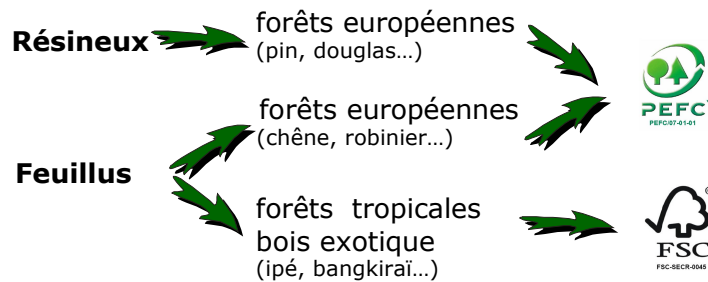 Résineux
forêts européennes
(pin, douglas...)
forêts européennes
(chêne, robinier...)
Feuillus
forêts tropicales
bois exotique
(ipé, bangkiraï...)
PEFC
PEFC/07-01-01
®
FSC
FSC-SECR-0045